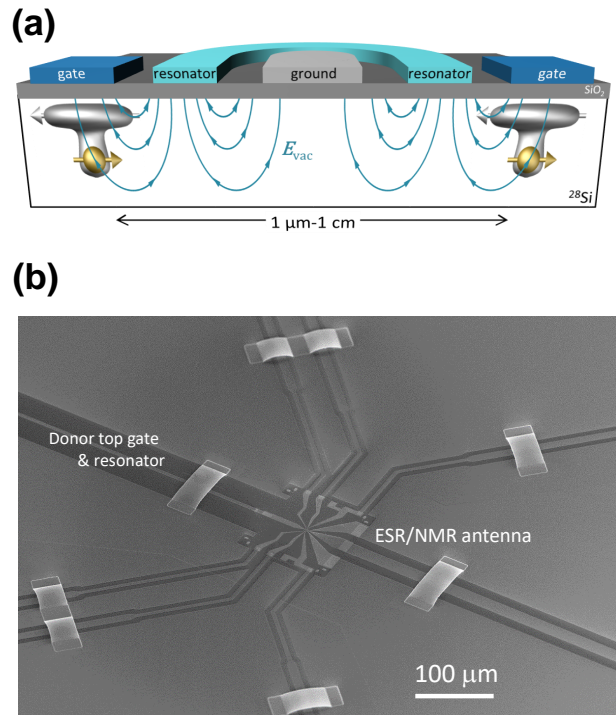 (a)
gate
resonator
ground
resonator
gate
SiO₂
E_vac
²⁸Si
1 µm-1 cm
(b)
Donor top gate
& resonator
ESR/NMR antenna
100 µm